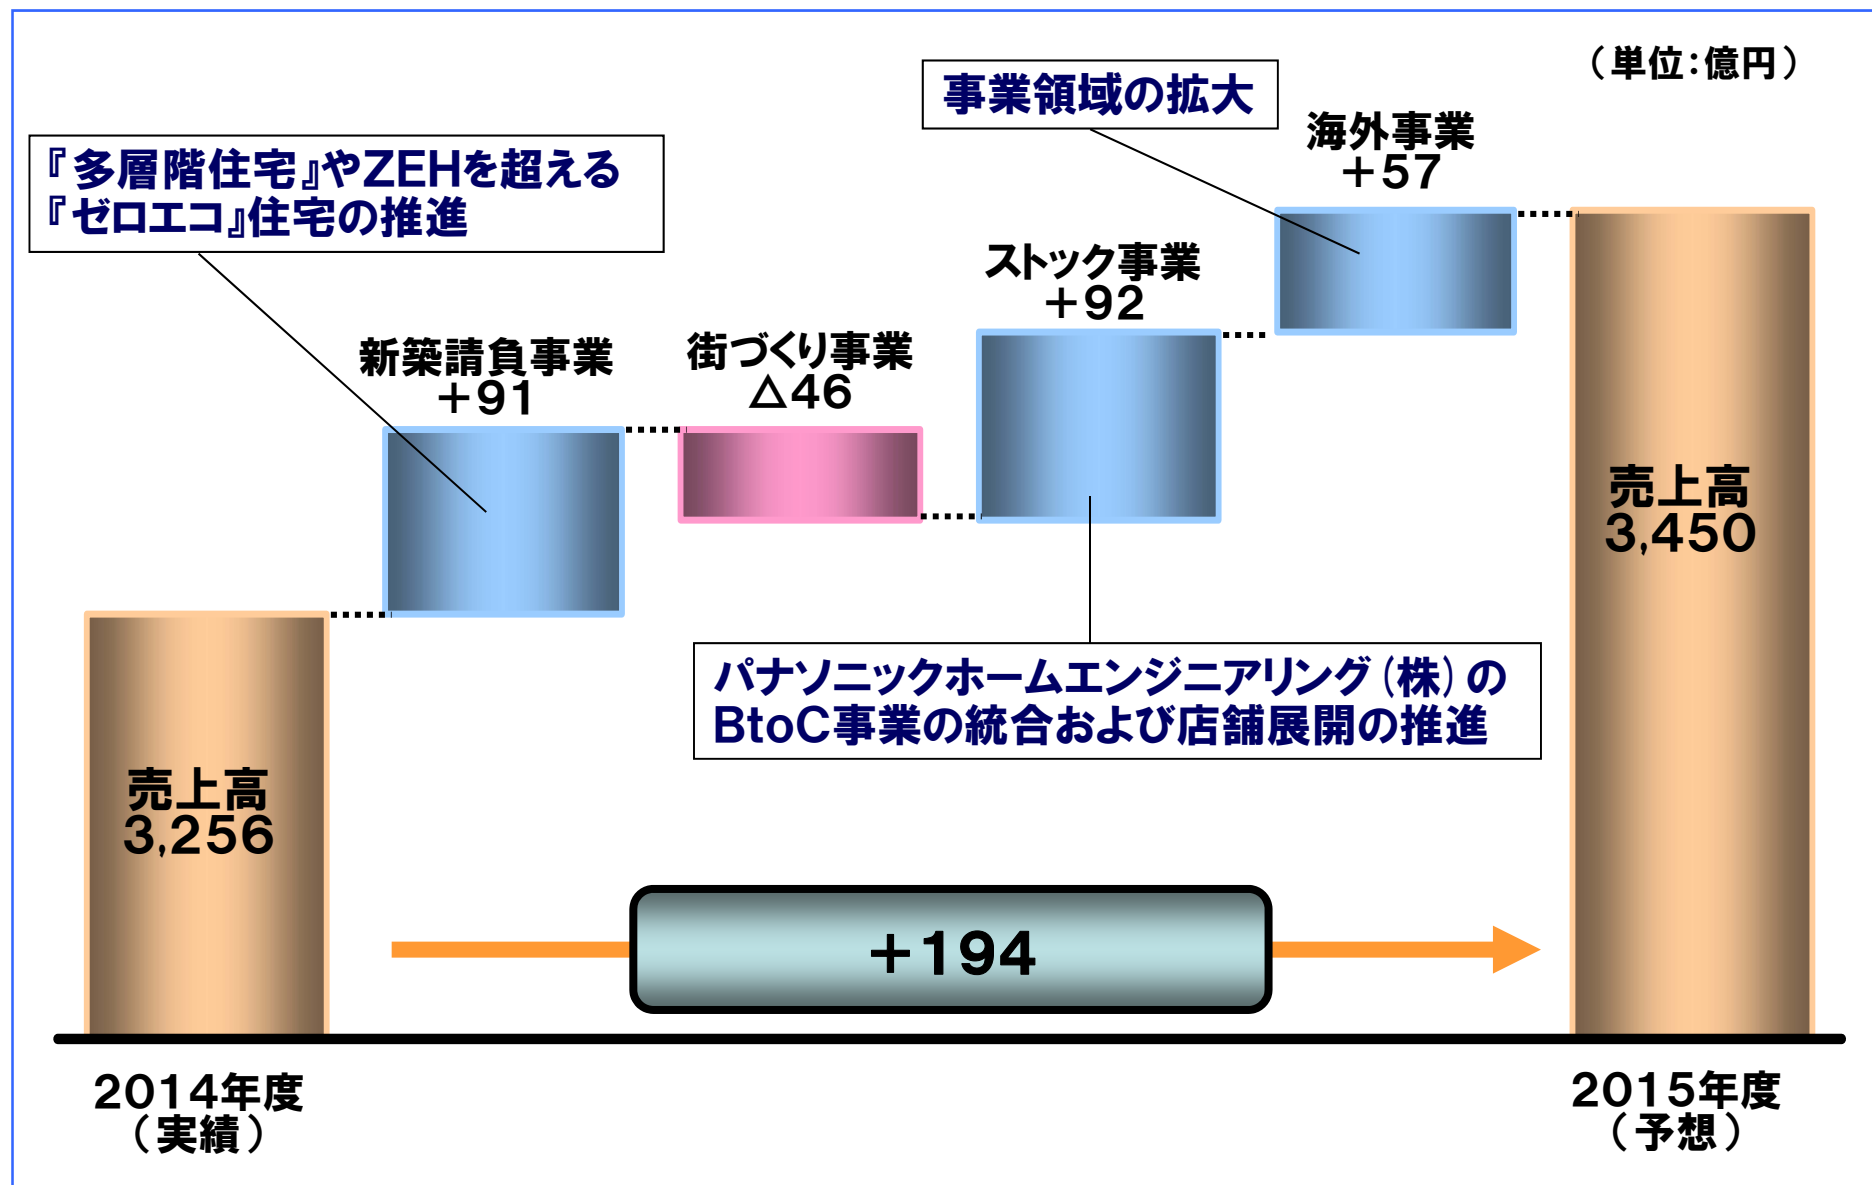 （単位：億円）
事業領域の拡大
海外事業
＋57
『多層階住宅』やZEHを超える
『ゼロエコ』住宅の推進
ストック事業
＋92
新築請負事業
＋91
街づくり事業
△46
売上高
3,450
パナソニックホームエンジニアリング（株）の
BtoC事業の統合および店舗展開の推進
売上高
3,256
＋194
2014年度
（実績）
2015年度
（予想）